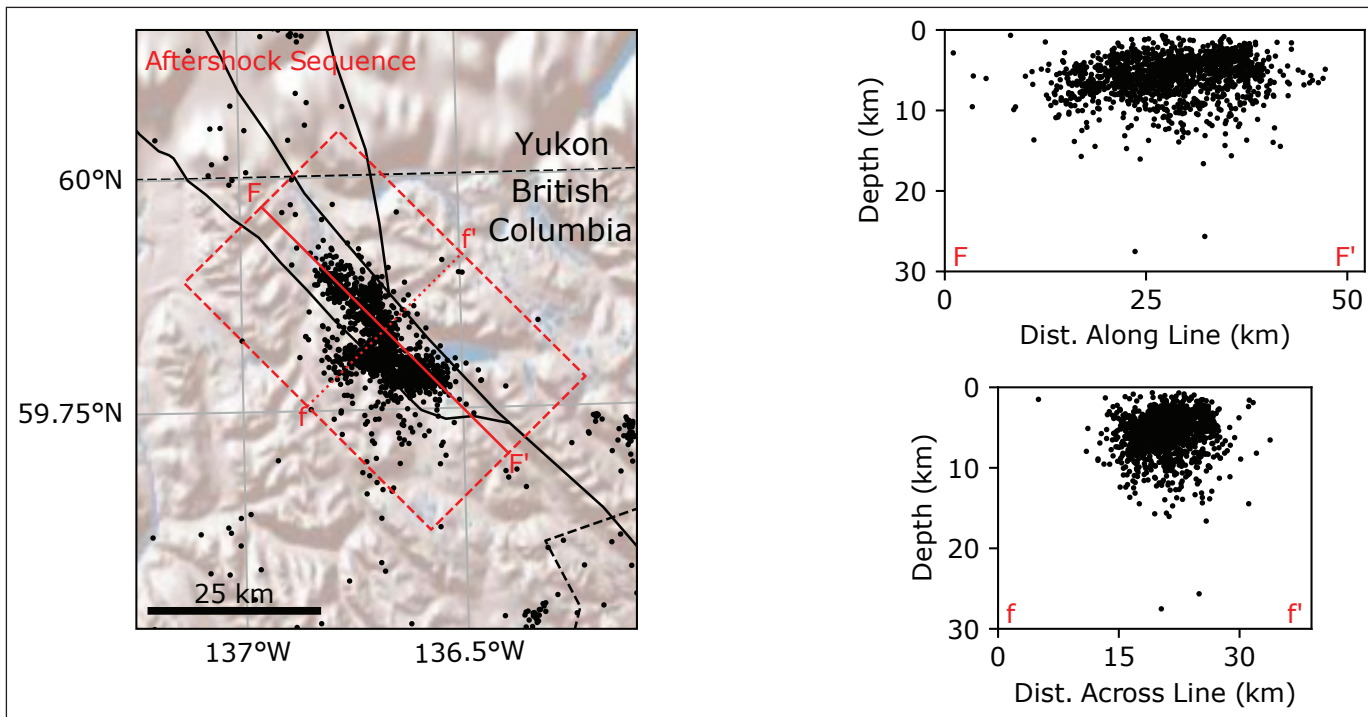 Aftershock Sequence
Yukon
60°N
F
British
Columbia
f'
59.75°N
f
F'
25 km
137°W
136.5°W
0
10
20
30
Depth (km)
F
F'
0
25
50
Dist. Along Line (km)
0
10
20
30
Depth (km)
f
f'
0
15
30
Dist. Across Line (km)